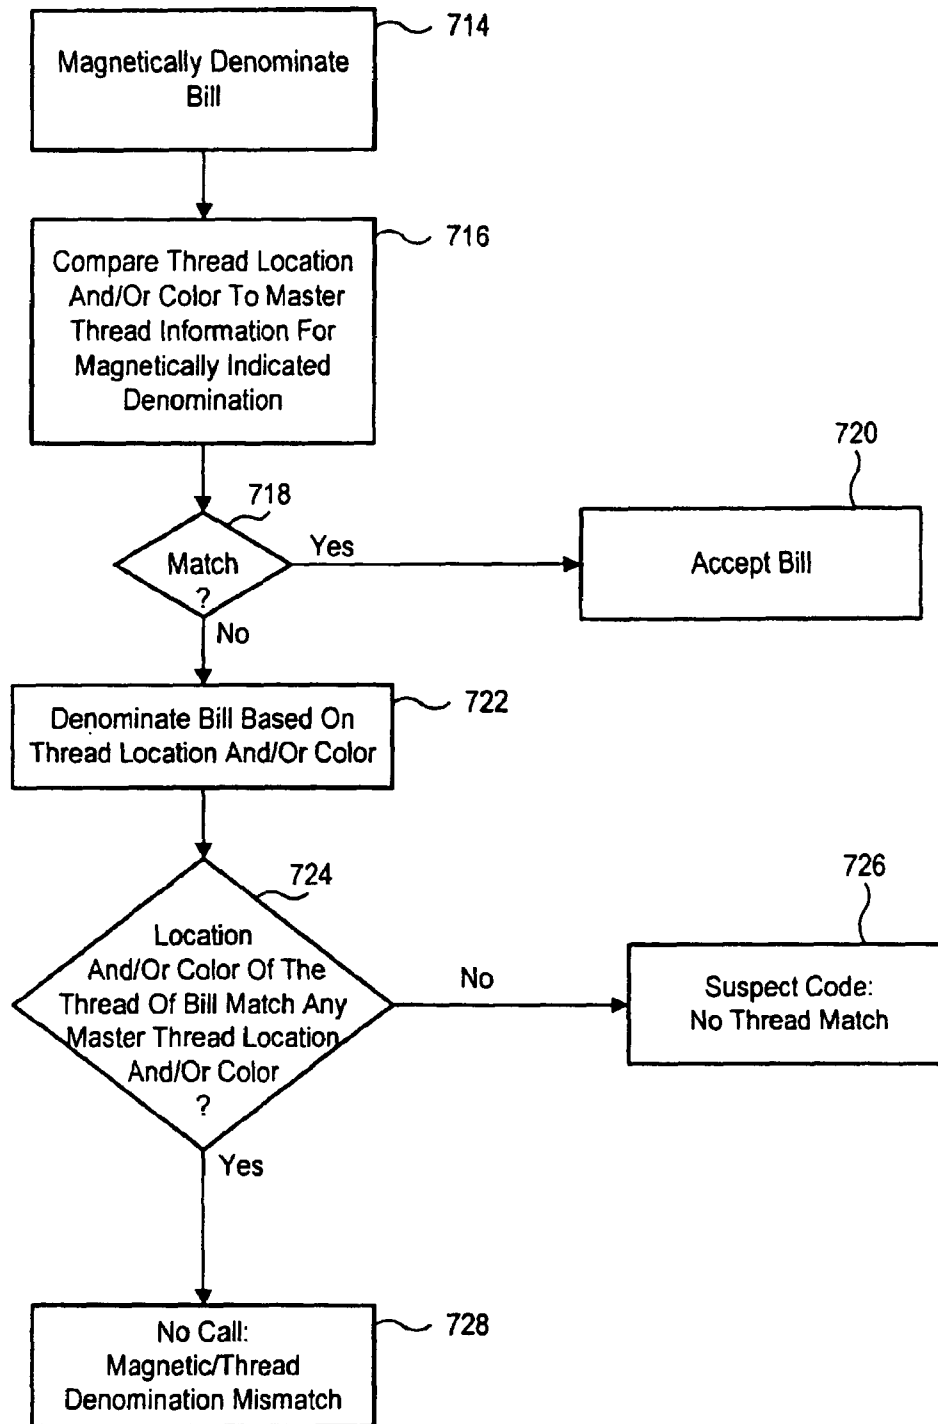 714
Magnetically Denominate
Bill
716
Compare Thread Location
And/Or Color To Master
Thread Information For
Magnetically Indicated
Denomination
718
Match
?
Yes
720
Accept Bill
No
722
Denominate Bill Based On
Thread Location And/Or Color
724
Location
And/Or Color Of The
Thread Of Bill Match Any
Master Thread Location
And/Or Color
?
No
726
Suspect Code:
No Thread Match
Yes
728
No Call:
Magnetic/Thread
Denomination Mismatch